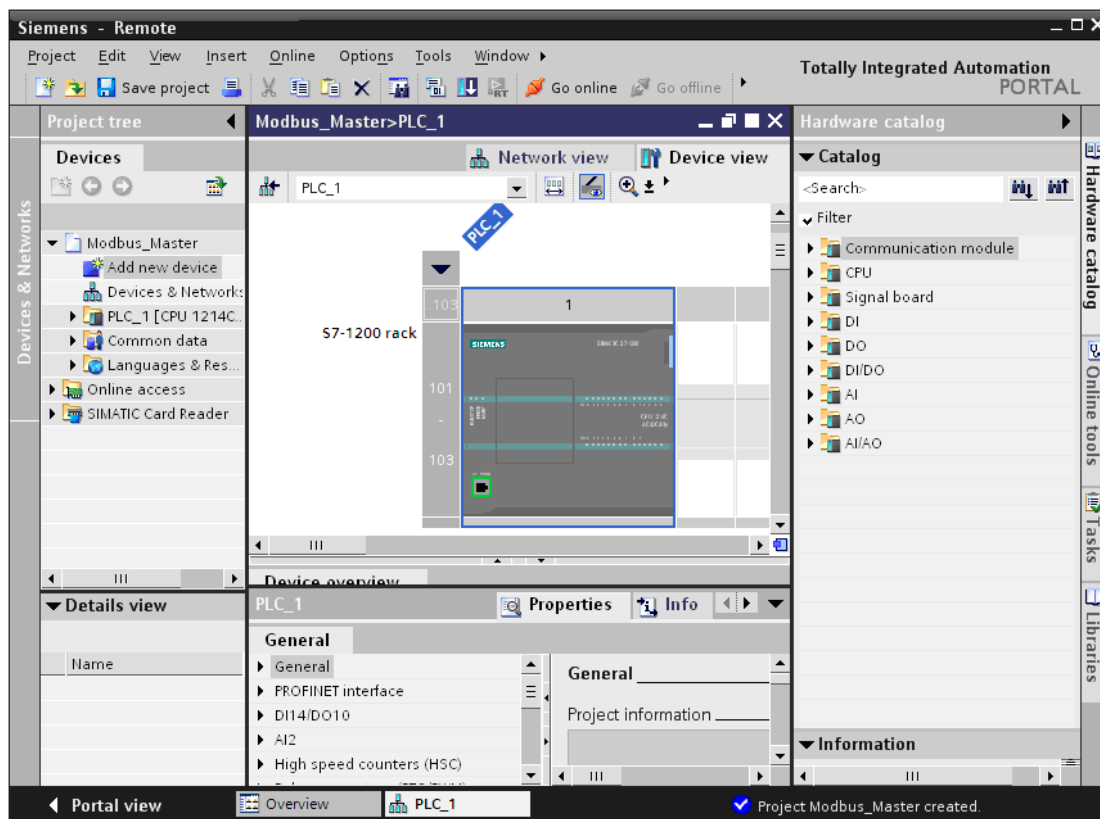 Siemens - Remote
Project Edit View Insert Online Options Tools Window
Totally Integrated Automation
PORTAL
Save project Go online Go offline
Project tree
Modbus_Master>PLC_1
Hardware catalog
Devices
Network view Device view
Catalog
PLC_1
<Search>
Filter
Devices & Networks
Modbus_Master
Add new device
Devices & Networks
PLC_1 [CPU 1214C...
Common data
Languages & Res...
Online access
SIMATIC Card Reader
PLC_1
103
1
S7-1200 rack
SIEMENS
101
-
103
Communication module
CPU
Signal board
DI
DO
DI/DO
AI
AO
AI/AO
Hardware catalog
Online tools
Tasks
Libraries
Device overview
Details view
Name
PLC_1
Properties Info
General
General
PROFINET interface
DI14/DO10
AI2
High speed counters (HSC)
General
Project information
Information
Portal view Overview PLC_1 Project Modbus_Master created.